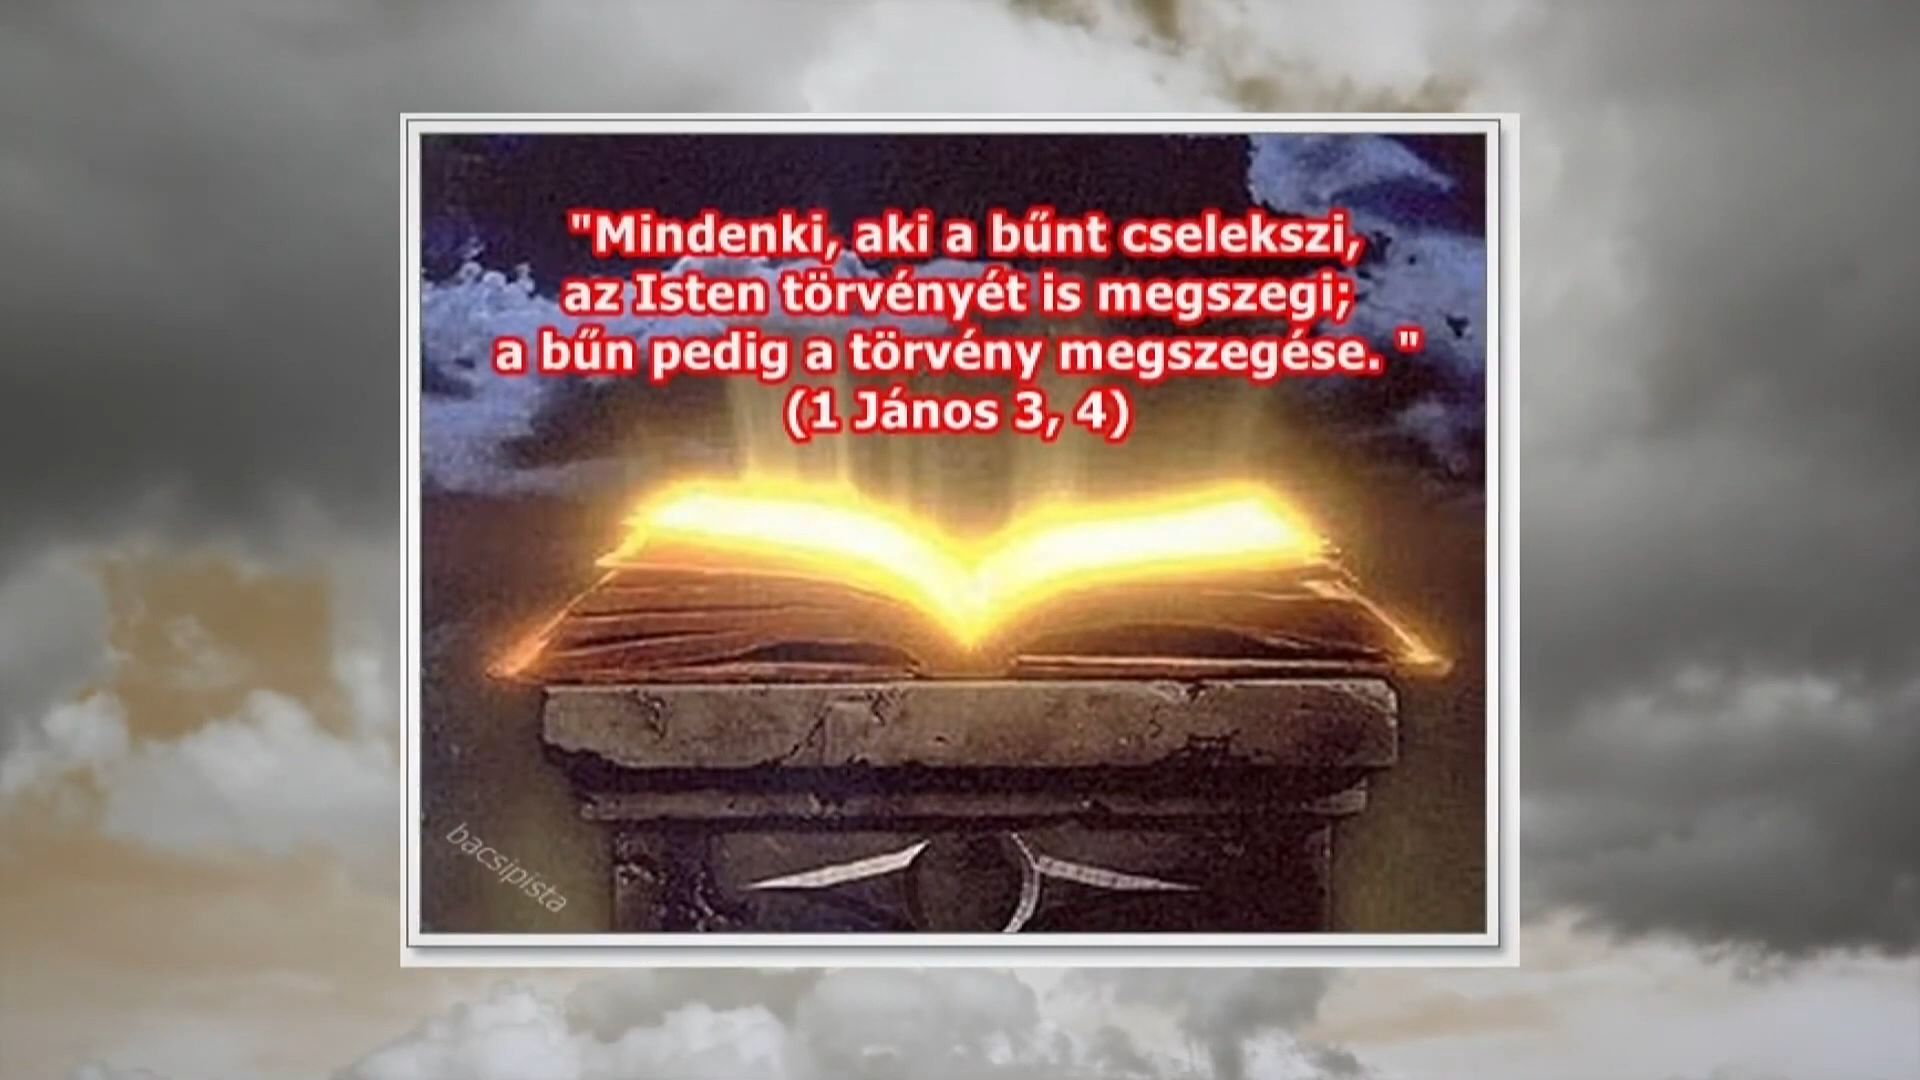 "Mindenki, aki a bűnt cselekszi,
az Isten törvényét is megszegi;
a bűn pedig a törvény megszegése. "
(1 János 3, 4)
bacsipista